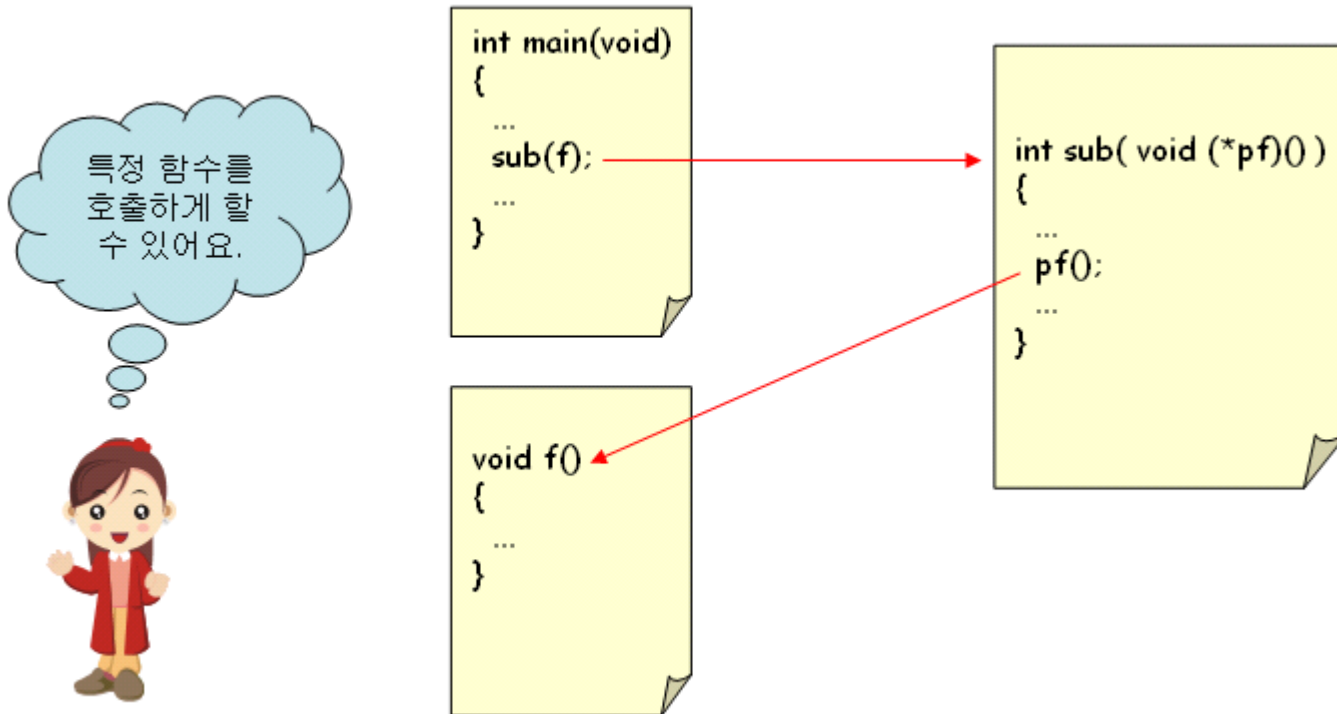 특정 함수를
호출하게 할
수 있어요.
int main(void)
{
...
sub(f);
...
}
int sub( void (*pf)() )
{
...
pf();
...
}
void f()
{
...
}